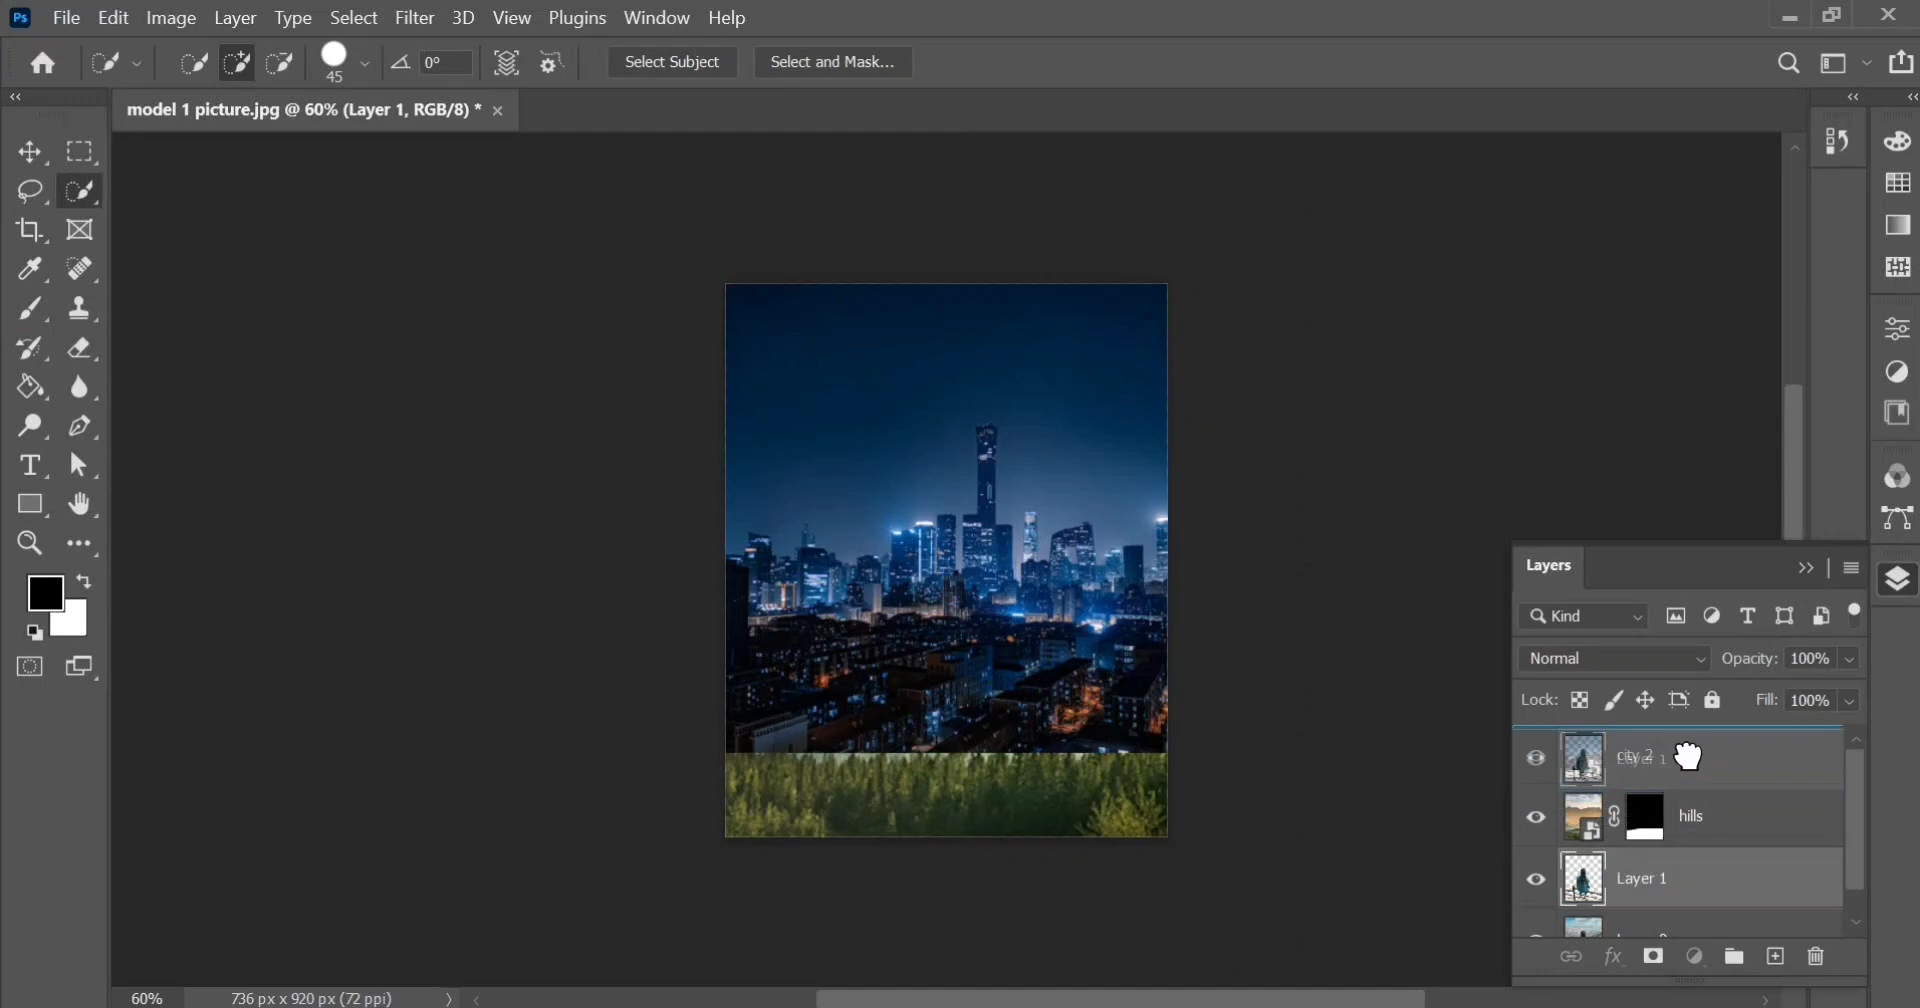 Ps File Edit Image Layer Type Select Filter 3D View Plugins Window Help
45 0° Select Subject Select and Mask...
model 1 picture.jpg @ 60% (Layer 1, RGB/8) *
Layers
Kind
Normal Opacity: 100%
Lock: Fill: 100%
city 2
Layer 1
hills
Layer 1
60% 736 px x 920 px (72 ppi)